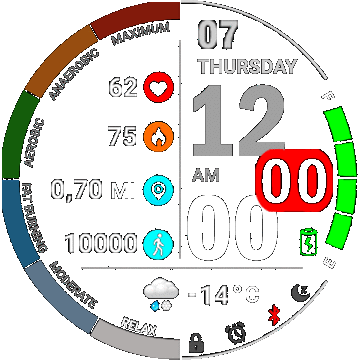 MAXIMUM
ANAEROBIC
AEROBIC
FAT BURNING
MODERATE
RELAX
62
75
0,70 MI
10000
-14°C
07
THURSDAY
12
AM
00
00
F
E